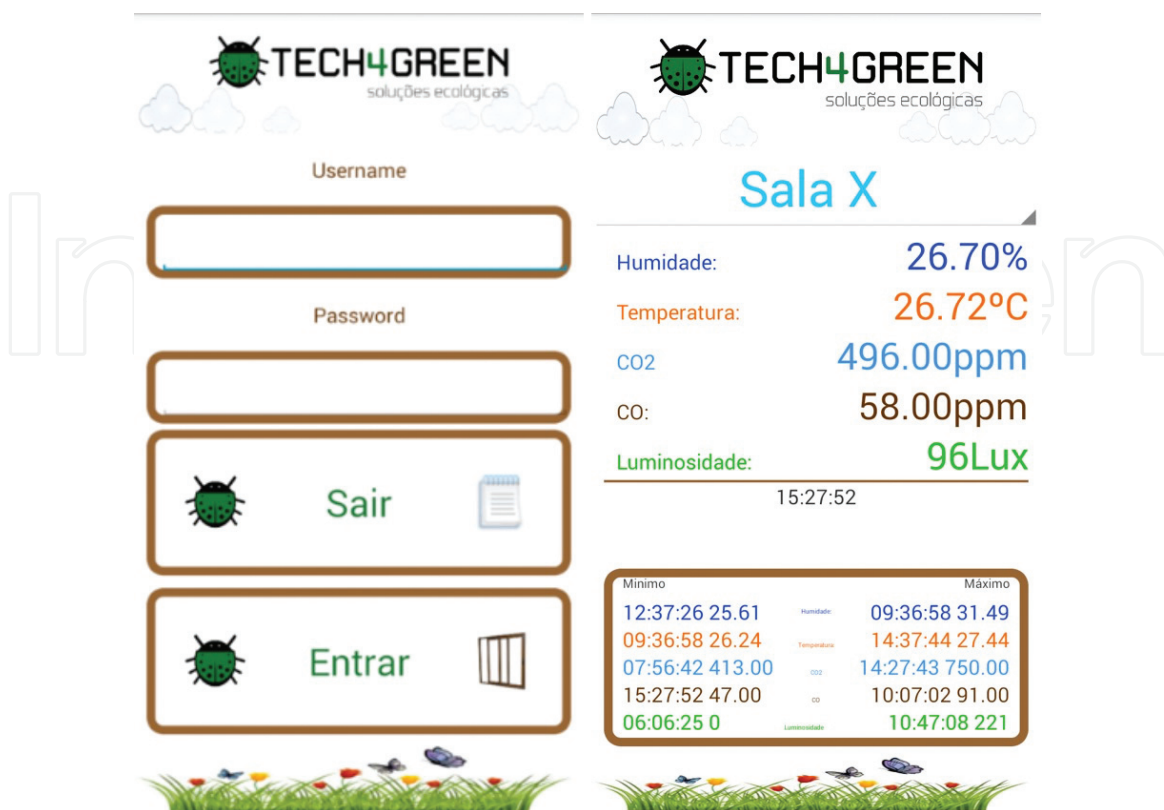 TECH4GREEN
soluções ecológicas
Username
Password
Sair
Entrar
TECH4GREEN
soluções ecológicas
Sala X
Humidade: 26.70%
Temperatura: 26.72ºC
CO2 496.00ppm
CO: 58.00ppm
Luminosidade: 96Lux
15:27:52
Minimo Máximo
12:37:26 25.61 Humidade: 09:36:58 31.49
09:36:58 26.24 Temperatura 14:37:44 27.44
07:56:42 413.00 CO2 14:27:43 750.00
15:27:52 47.00 CO 10:07:02 91.00
06:06:25 0 Luminosidade 10:47:08 221